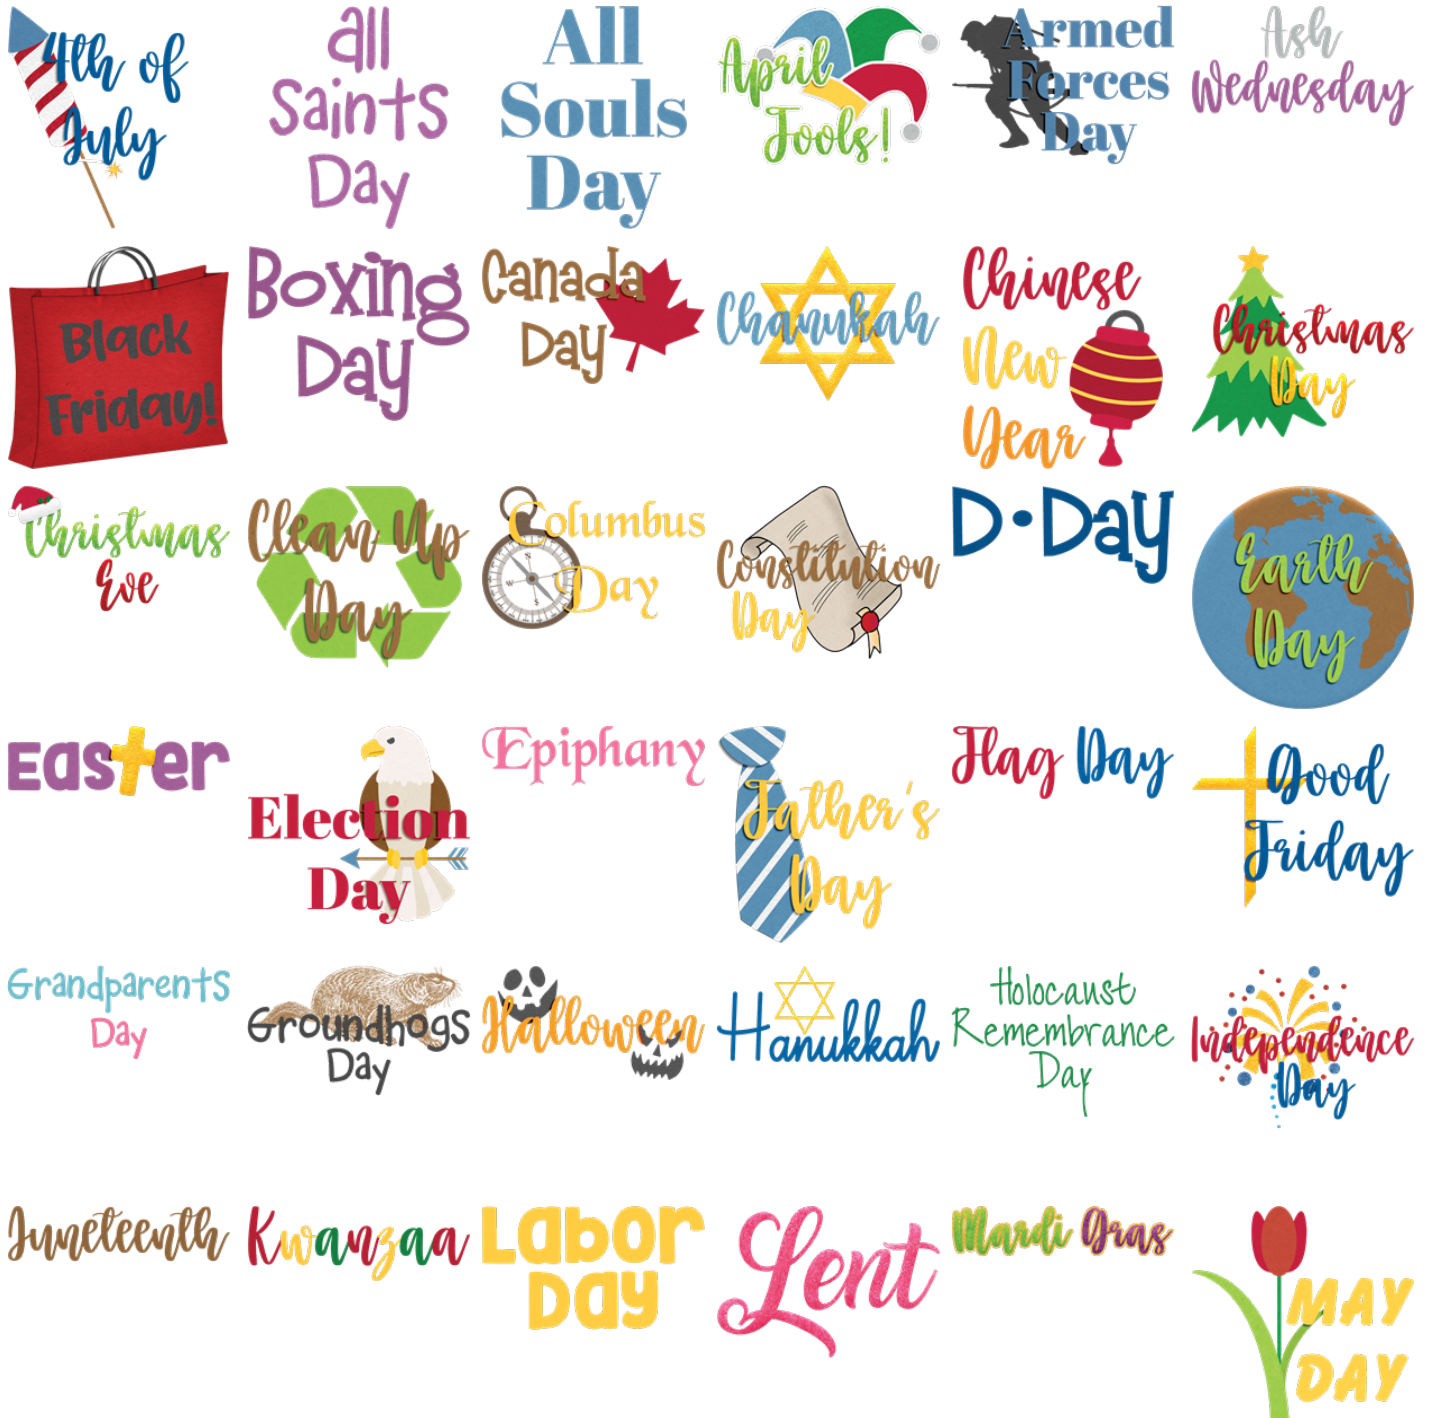 4th of
July
all
Saints
Day
All
Souls
Day
April
Fools!
Armed
Forces
Day
Ash
Wednesday
Black
Friday!
Boxing
Day
Canada
Day
Chanukah
Chinese
New
Year
Christmas
Day
Christmas
Eve
Clean Up
Day
Columbus
Day
Constitution
Day
D•Day
Earth
Day
Easter
Election
Day
Epiphany
Father's
Day
Flag Day
Good
Friday
Grandparents
Day
Groundhogs
Day
Halloween
Hanukkah
Holocaust
Remembrance
Day
Independence
Day
Juneteenth
Kwanzaa
Labor
Day
Lent
Mardi Gras
MAY
DAY